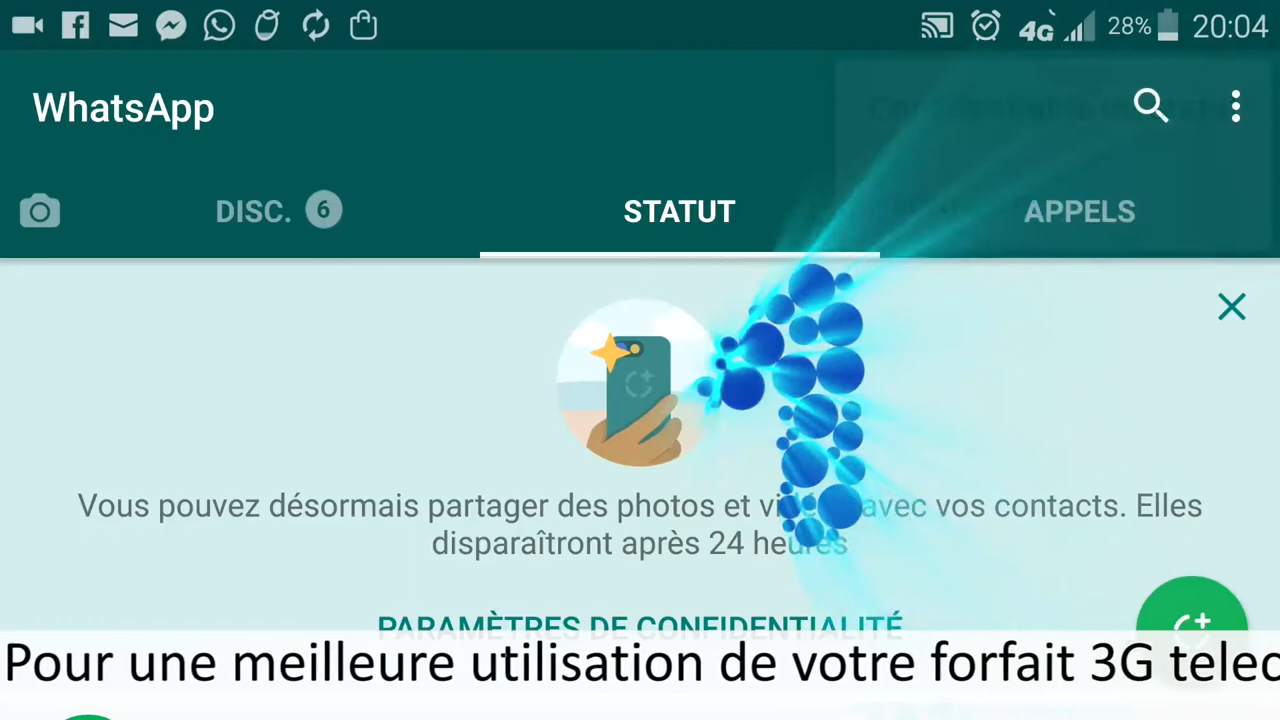 4G 28% 20:04
WhatsApp
DISC. 6 STATUT APPELS
Vous pouvez désormais partager des photos et avec vos contacts. Elles
disparaîtront après 24 heures
PARAMÈTRES DE CONFIDENTIALITÉ
Pour une meilleure utilisation de votre forfait 3G telec